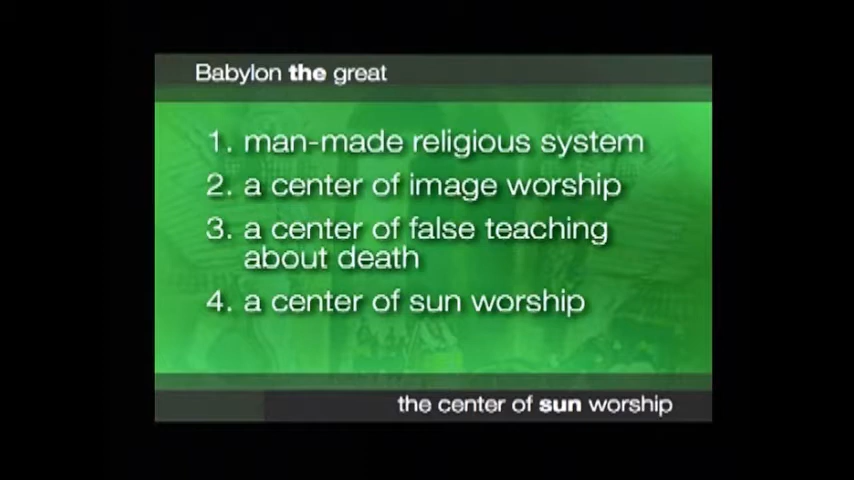 Babylon the great
1. man-made religious system
2. a center of image worship
3. a center of false teaching
about death
4. a center of sun worship
the center of sun worship